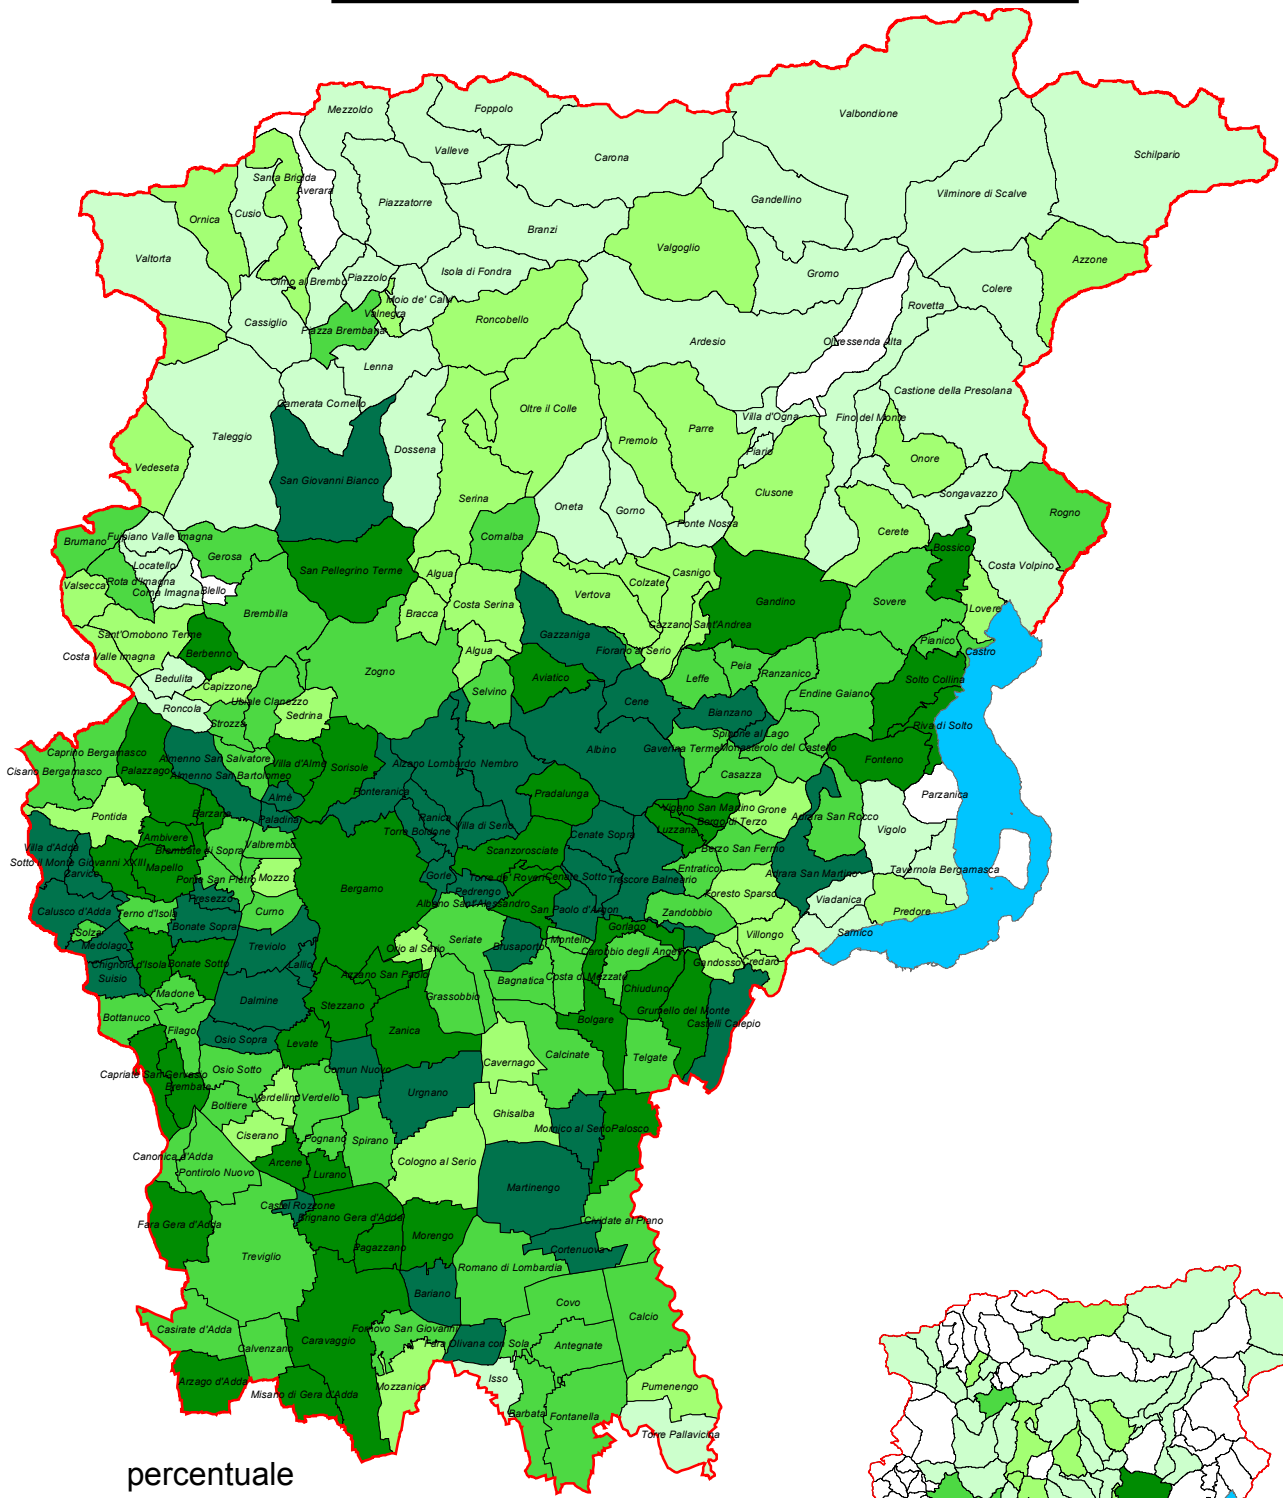 Mezzoldo
Foppolo
Valbondione
Valleve
Carona
Schilpario
Santa Brigida
Averara
Vilminore di Scalve
Gandellino
Piazzatorre
Cusio
Ornica
Branzi
Valgoglio
Valtorta
Azzone
Isola di Fondra
Gromo
Piazzolo
Olmo al Brembo
Colere
Moio de' Calvi
Rovetta
Valnegra
Roncobello
Cassiglio
Piazza Brembana
Ardesio
Oltressenda Alta
Lenna
Castione della Presolana
Camerata Cornello
Oltre il Colle
Villa d'Ogna
Fino del Monte
Parre
Taleggio
Premolo
Dossena
Piario
Onore
Vedeseta
San Giovanni Bianco
Clusone
Songavazzo
Serina
Oneta
Gorno
Rogno
Ponte Nossa
Cerete
Fuipiano Valle Imagna
Cornalba
Brumano
Bossico
Gerosa
Locatello
Costa Volpino
San Pellegrino Terme
Algua
Casnigo
Rota d'Imagna
Colzate
Valsecca
Corna Imagna
Blello
Vertova
Gandino
Sovere
Costa Serina
Lovere
Brembilla
Bracca
Gazzano Sant'Andrea
Sant'Omobono Terme
Gazzaniga
Pianico
Berbenno
Algua
Fiorano al Serio
Castro
Costa Valle Imagna
Peia
Zogno
Ranzanico
Bedulita
Aviatico
Leffe
Solto Collina
Capizzone
Selvino
Endine Gaiano
Ubiale Clanezzo
Cene
Roncola
Bianzano
Sedrina
Strozza
Riva di Solto
Spinone al Lago
Caprino Bergamasco
Albino
Gaverina Terme
Monasterolo del Castello
Almenno San Salvatore
Villa d'Almè
Alzano Lombardo
Nembro
Fonteno
Cisano Bergamasco
Palazzago
Sorisole
Casazza
Almenno San Bartolomeo
Ponteranica
Pradalunga
Parzanica
Almè
Vigano San Martino
Grone
Pontida
Barzana
Paladina
Ranica
Borgo di Terzo
Adrara San Rocco
Villa di Serio
Torre Boldone
Luzzana
Vigolo
Ambivere
Cenate Sopra
Valbrembo
Villa d'Adda
Brembate di Sopra
Scanzorosciate
Berzo San Fermo
Sotto il Monte Giovanni XXIII
Mapello
Entratico
Tavernola Bergamasca
Carvico
Ponte San Pietro
Mozzo
Gorle
Torre de' Roveri
Cenate Sotto
Trescore Balneario
Adrara San Martino
Bergamo
Pedrengo
Foresto Sparso
Presezzo
Albano Sant'Alessandro
Viadanica
Calusco d'Adda
Terno d'Isola
Curno
San Paolo d'Argon
Zandobbio
Predore
Bonate Sopra
Gorlago
Solza
Villongo
Sarnico
Seriate
Montello
Medolago
Treviolo
Orio al Serio
Brusaporto
Carobbio degli Angeli
Chignolo d'Isola
Bonate Sotto
Lallio
Gandosso
Credaro
Azzano San Paolo
Costa di Mezzate
Suisio
Bagnatica
Chiuduno
Madone
Dalmine
Grassobbio
Stezzano
Grumello del Monte
Bottanuco
Bolgare
Castelli Calepio
Filago
Zanica
Osio Sopra
Levate
Calcinate
Telgate
Cavernago
Osio Sotto
Comun Nuovo
Capriate San Gervasio
Brembate
Urgnano
Verdellino
Verdello
Boltiere
Ghisalba
Mornico al Serio
Palosco
Ciserano
Pognano
Spirano
Canonica d'Adda
Arcene
Cologno al Serio
Pontirolo Nuovo
Lurano
Martinengo
Castel Rozzone
Brignano Gera d'Adda
Fara Gera d'Adda
Cividate al Piano
Morengo
Pagazzano
Cortenuova
Treviglio
Romano di Lombardia
Bariano
Covo
Calcio
Casirate d'Adda
Fornovo San Giovanni
Caravaggio
Fara Olivana con Sola
Antegnate
Calvenzano
Isso
Arzago d'Adda
Mozzanica
Pumenengo
Misano di Gera d'Adda
Barbata
Fontanella
Torre Pallavicina
percentuale